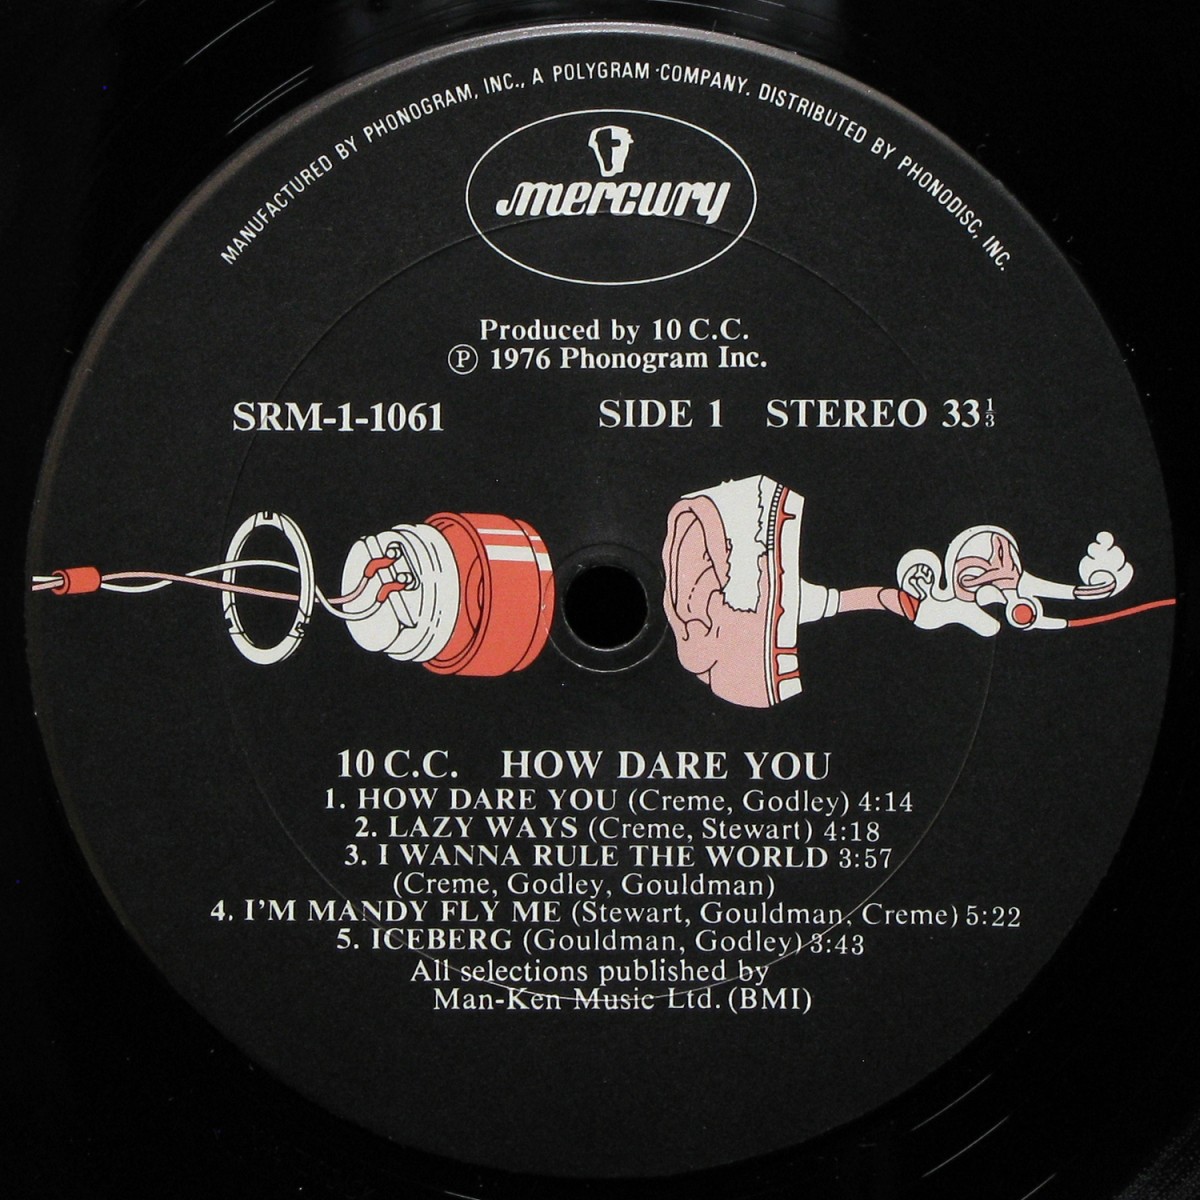 MANUFACTURED BY PHONOGRAM, INC., A POLYGRAM COMPANY. DISTRIBUTED BY PHONODISC, INC.
mercury
Produced by 10 C.C.
Ⓟ 1976 Phonogram Inc.
SRM-1-1061 SIDE 1 STEREO 33⅓
10 C.C. HOW DARE YOU
1. HOW DARE YOU (Creme, Godley) 4:14
2. LAZY WAYS (Creme, Stewart) 4:18
3. I WANNA RULE THE WORLD 3:57
(Creme, Godley, Gouldman)
4. I'M MANDY FLY ME (Stewart, Gouldman, Creme) 5:22
5. ICEBERG (Gouldman, Godley) 3:43
All selections published by
Man-Ken Music Ltd. (BMI)